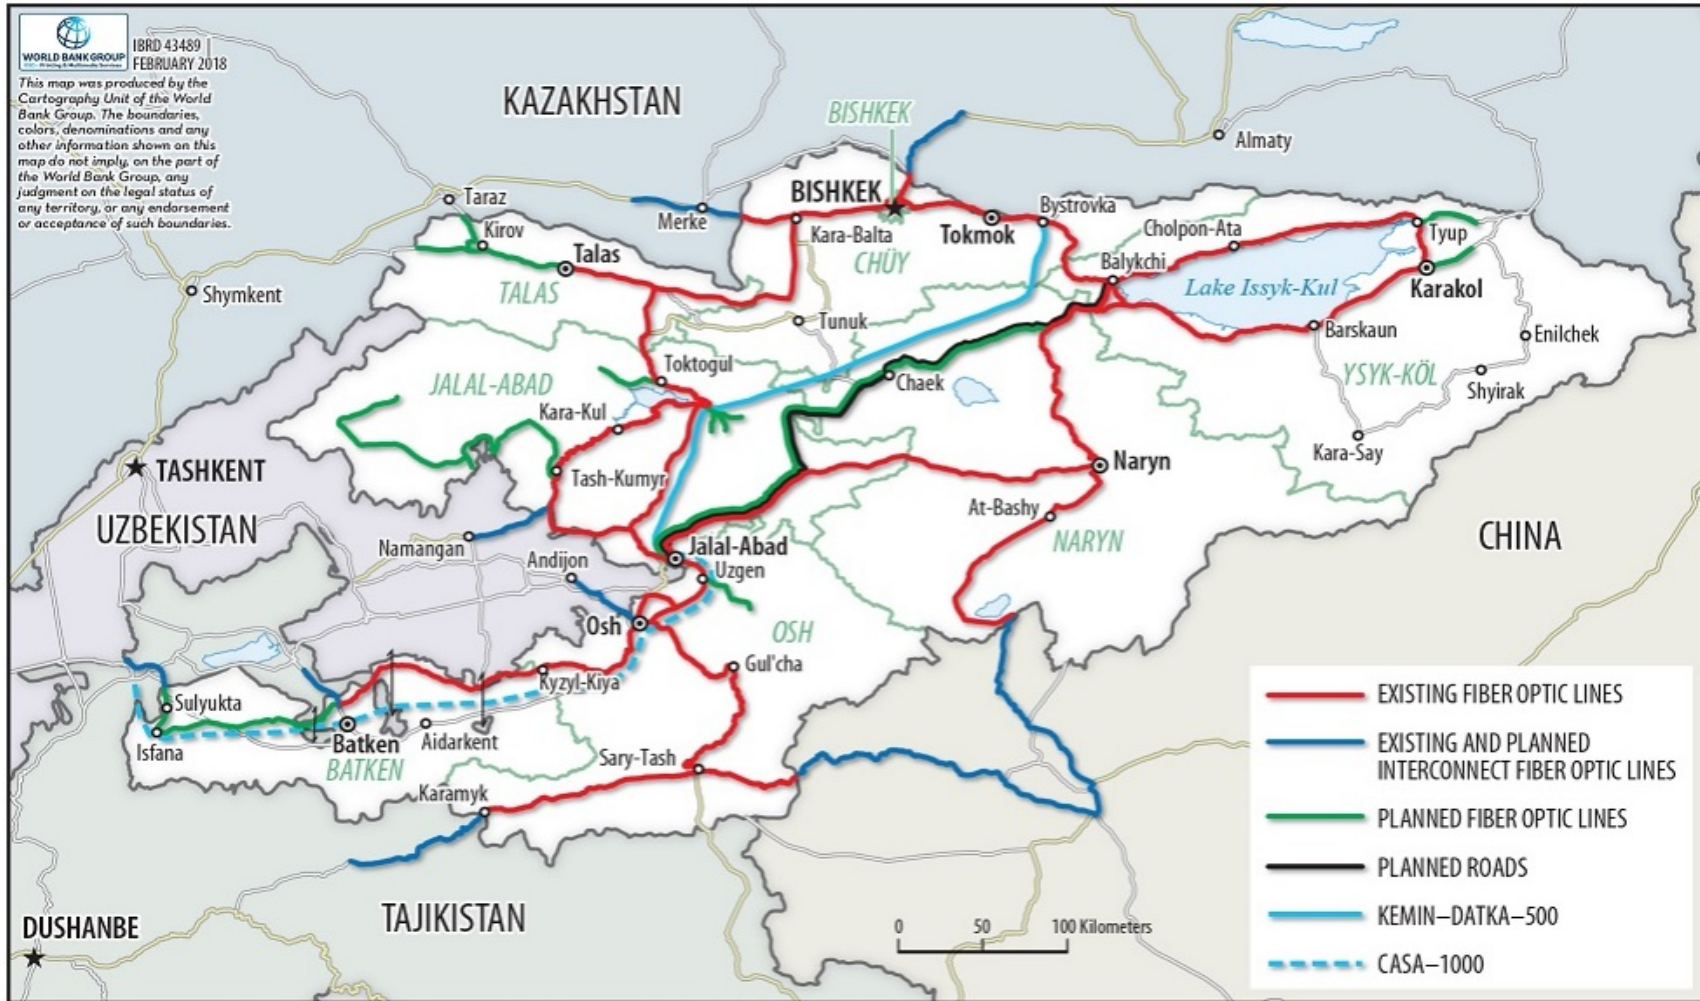 WORLD BANK GROUP
IBRD 43489
FEBRUARY 2018
This map was produced by the
Cartography Unit of the World
Bank Group. The boundaries,
colors, denominations and any
other information shown on this
map do not imply, on the part of
the World Bank Group, any
judgment on the legal status of
any territory, or any endorsement
or acceptance of such boundaries.
KAZAKHSTAN
BISHKEK
Almaty
Taraz
Merke
BISHKEK
Bystrovka
Kirov
Kara-Balta
Tokmok
Cholpon-Ata
Tyup
Talas
CHÜY
Balykchi
Karakol
Shymkent
TALAS
Lake Issyk-Kul
Tunuk
Barskaun
Enilchek
Toktogul
JALAL-ABAD
Chaek
YSYK-KÖL
Shyirak
Kara-Kul
Kara-Say
TASHKENT
Tash-Kumyr
Naryn
At-Bashy
UZBEKISTAN
NARYN
CHINA
Namangan
Andijon
Jalal-Abad
Uzgen
Osh
OSH
Gul'cha
Kyzyl-Kiya
Sulyukta
Isfana
Batken
Aidarkent
BATKEN
Sary-Tash
Karamyk
TAJIKISTAN
DUSHANBE
0 50 100 Kilometers
EXISTING FIBER OPTIC LINES
EXISTING AND PLANNED
INTERCONNECT FIBER OPTIC LINES
PLANNED FIBER OPTIC LINES
PLANNED ROADS
KEMIN–DATKA–500
CASA–1000